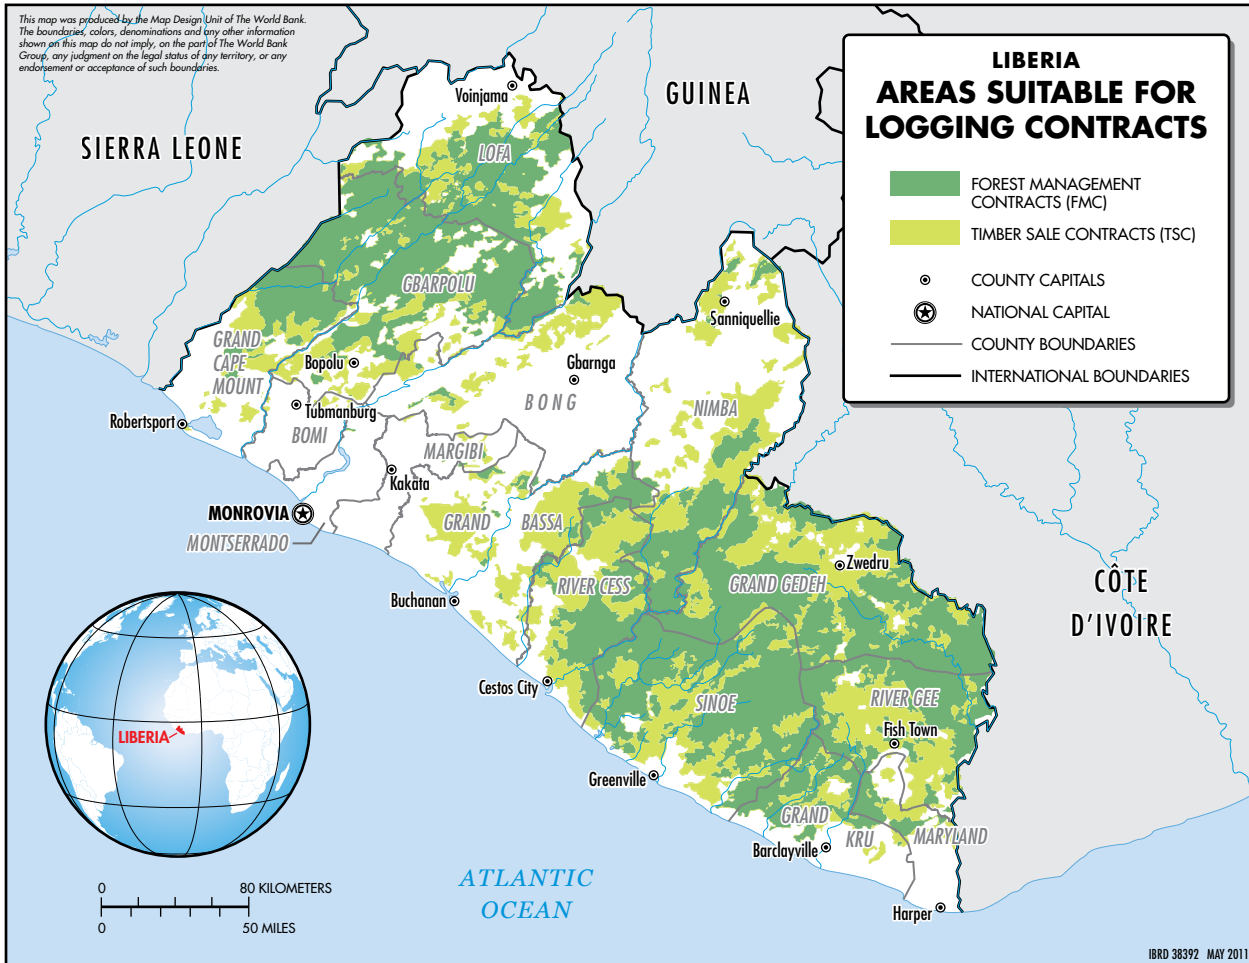 This map was produced by the Map Design Unit of The World Bank.
The boundaries, colors, denominations and any other information
shown on this map do not imply, on the part of The World Bank
Group, any judgment on the legal status of any territory, or any
endorsement or acceptance of such boundaries.
LIBERIA
AREAS SUITABLE FOR
LOGGING CONTRACTS
FOREST MANAGEMENT
CONTRACTS (FMC)
TIMBER SALE CONTRACTS (TSC)
COUNTY CAPITALS
NATIONAL CAPITAL
COUNTY BOUNDARIES
INTERNATIONAL BOUNDARIES
GUINEA
SIERRA LEONE
CÔTE
D'IVOIRE
Voinjama
LOFA
GBARPOLU
Sanniquellie
GRAND
CAPE
MOUNT
Bopolu
Gbarnga
BONG
NIMBA
Tubmanburg
Robertsport
BOMI
MARGIBI
Kakata
MONROVIA
MONTSERRADO
GRAND
BASSA
RIVER CESS
GRAND GEDEH
Zwedru
Buchanan
Cestos City
SINOE
RIVER GEE
Fish Town
Greenville
GRAND
KRU
MARYLAND
Barclayville
Harper
LIBERIA
ATLANTIC
OCEAN
0
80 KILOMETERS
0
50 MILES
IBRD 38392 MAY 2011